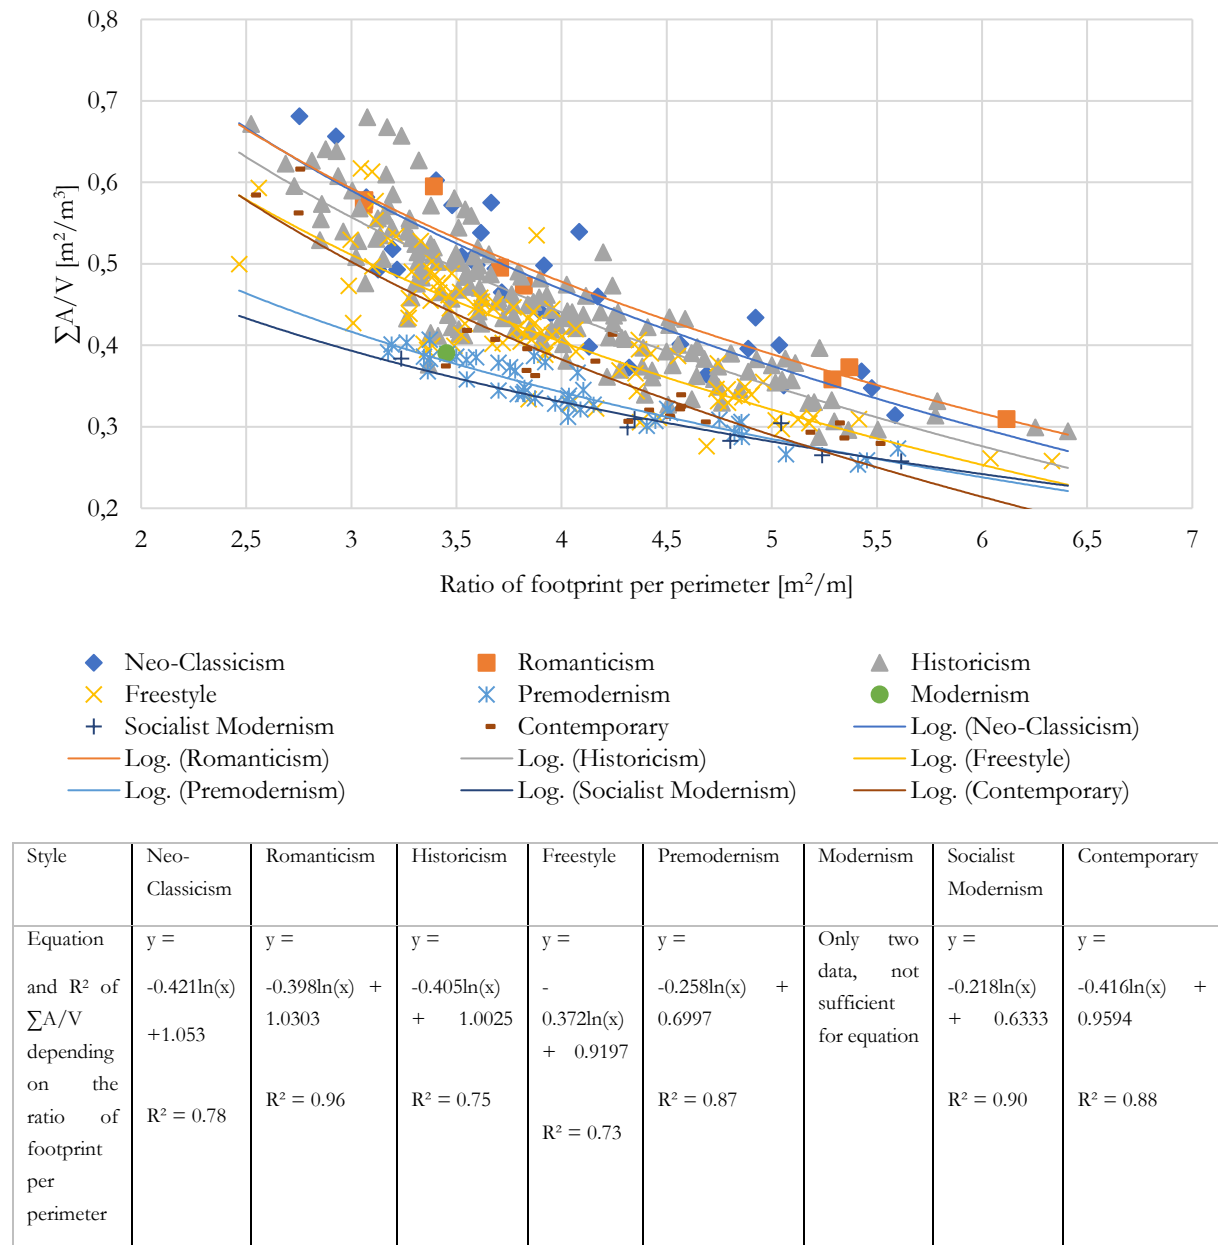 0,8
0,7
0,6
0,5
0,4
0,3
0,2
∑A/V [m²/m³]
2
2,5
3
3,5
4
4,5
5
5,5
6
6,5
7
Ratio of footprint per perimeter [m²/m]
Neo-Classicism
Romanticism
Historicism
Freestyle
Premodernism
Modernism
Socialist Modernism
Contemporary
Log. (Neo-Classicism)
Log. (Romanticism)
Log. (Historicism)
Log. (Freestyle)
Log. (Premodernism)
Log. (Socialist Modernism)
Log. (Contemporary)
Style
Neo-
Classicism
Romanticism
Historicism
Freestyle
Premodernism
Modernism
Socialist
Modernism
Contemporary
Equation
and R² of
∑A/V
depending
on the
ratio of
footprint
per
perimeter
y =
-0.421ln(x)
+1.053
R² = 0.78
y =
-0.398ln(x) +
1.0303
R² = 0.96
y =
-0.405ln(x)
+ 1.0025
R² = 0.75
y =
-
0.372ln(x)
+ 0.9197
R² = 0.73
y =
-0.258ln(x) +
0.6997
R² = 0.87
Only two
data, not
sufficient
for equation
y =
-0.218ln(x)
+ 0.6333
R² = 0.90
y =
-0.416ln(x) +
0.9594
R² = 0.88